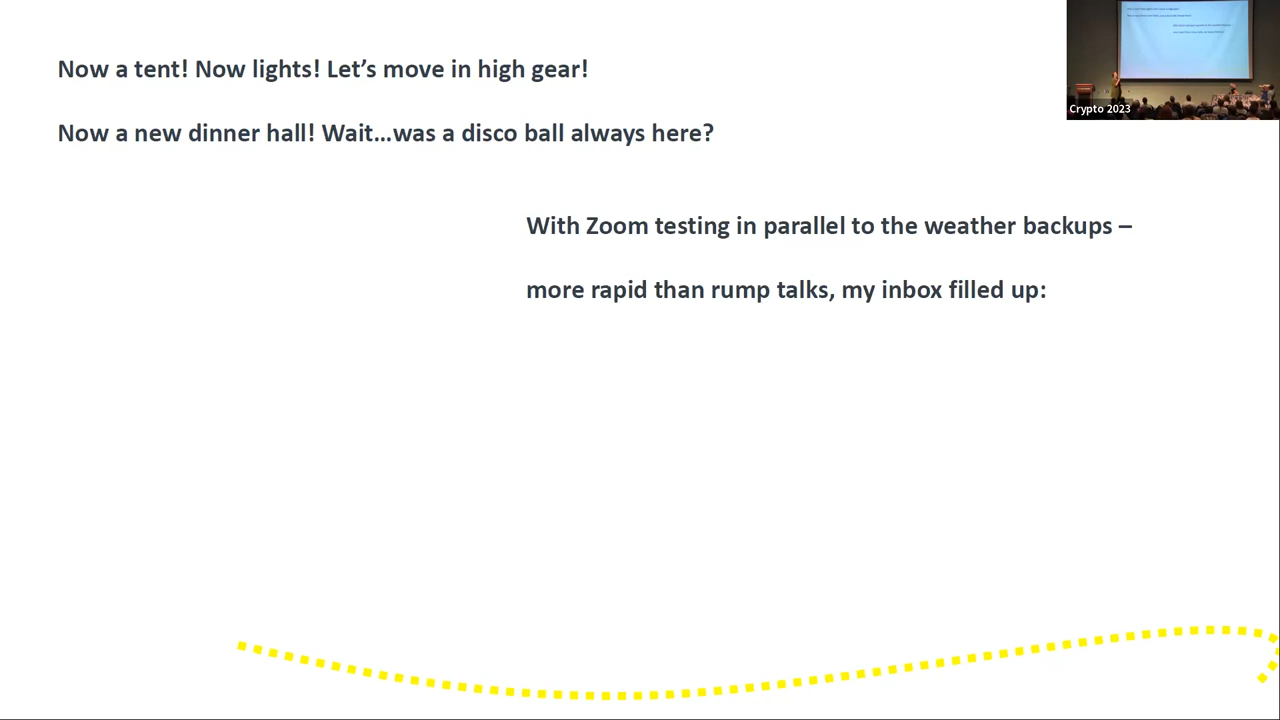 Now a tent! Now lights! Let’s move in high gear!
Now a new dinner hall! Wait…was a disco ball always here?
With Zoom testing in parallel to the weather backups –
more rapid than rump talks, my inbox filled up:
Crypto 2023